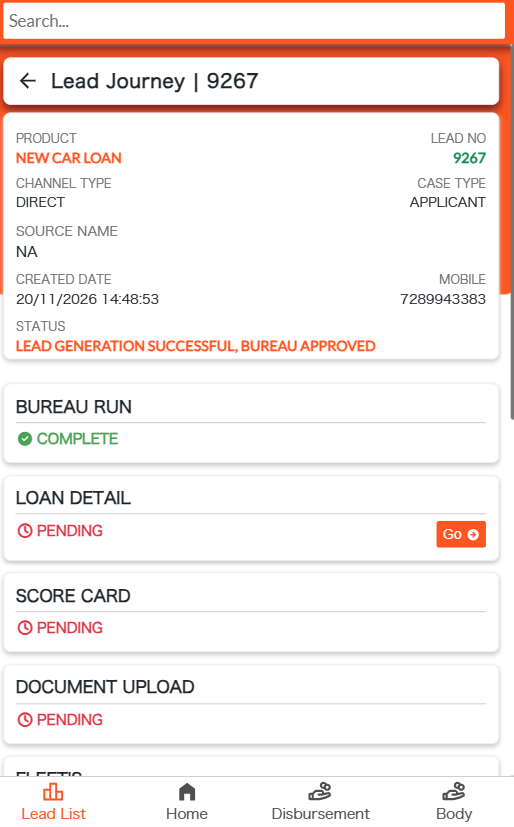 Search...
Lead Journey | 9267
PRODUCT LEAD NO
NEW CAR LOAN 9267
CHANNEL TYPE CASE TYPE
DIRECT APPLICANT
SOURCE NAME
NA
CREATED DATE MOBILE
20/11/2026 14:48:53 7289943383
STATUS
LEAD GENERATION SUCCESSFUL, BUREAU APPROVED
BUREAU RUN
COMPLETE
LOAN DETAIL
PENDING Go
SCORE CARD
PENDING
DOCUMENT UPLOAD
PENDING
Lead List Home Disbursement Body